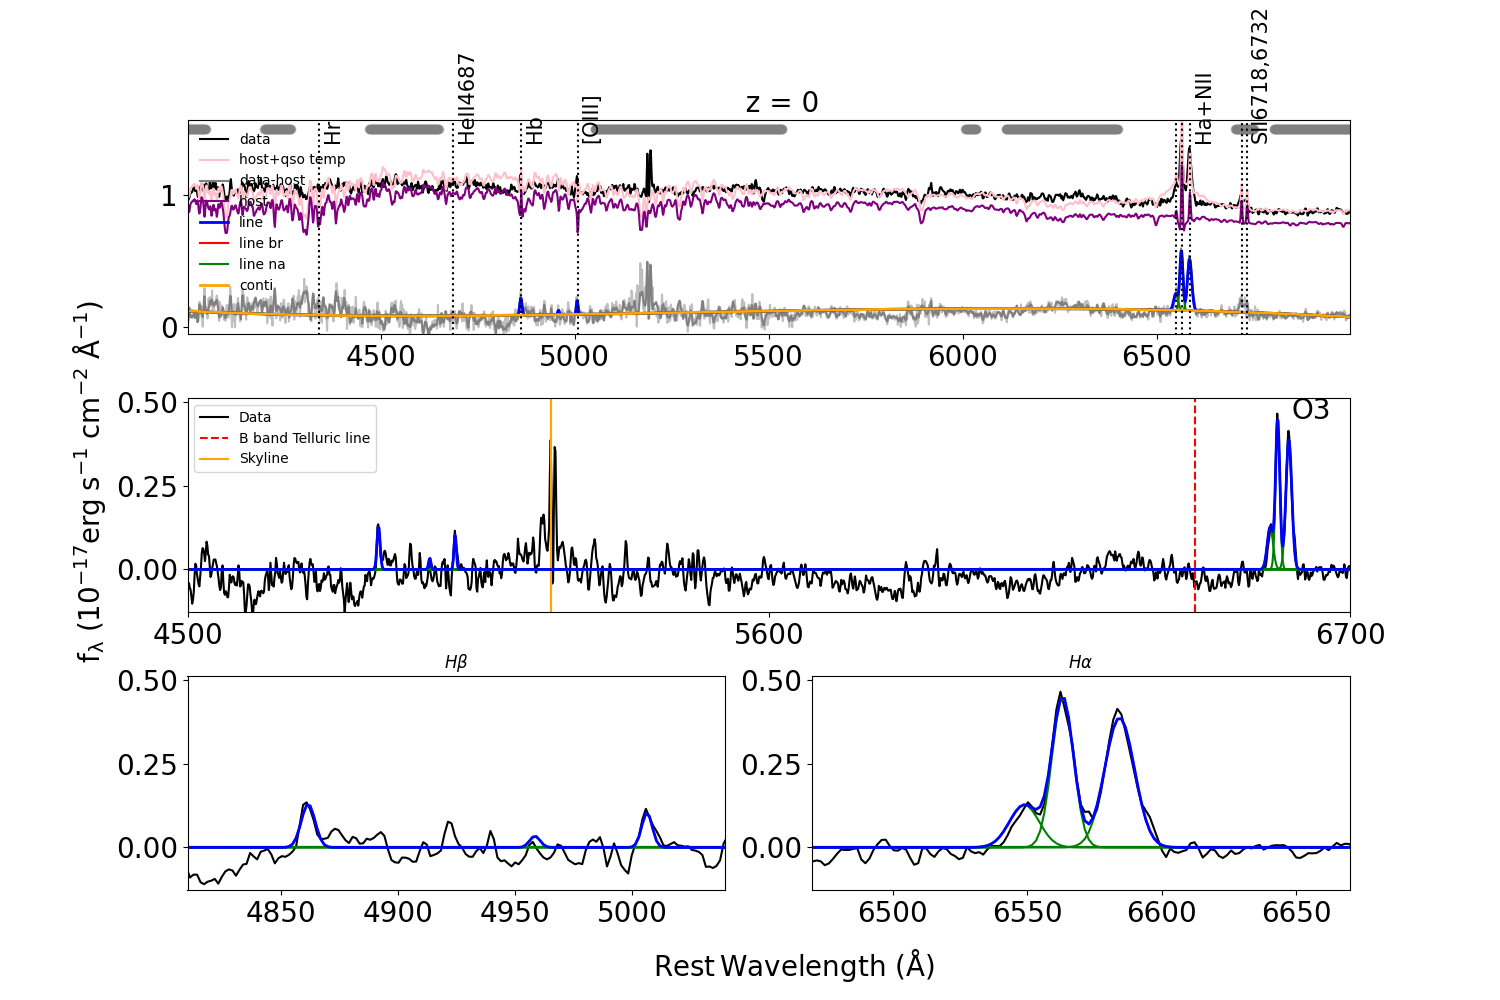 z = 0
Hr
HeII4687
Hb
[OIII]
Ha+NII
SII6718,6732
data
host+qso temp
data-host
host
line
line br
line na
conti
1
0
4500 5000 5500 6000 6500
f_λ (10⁻¹⁷erg s⁻¹ cm⁻² Å⁻¹)
Data
B band Telluric line
Skyline
O3
0.50
0.25
0.00
4500 5600 6700
Hβ
0.50
0.25
0.00
4850 4900 4950 5000
Hα
0.50
0.25
0.00
6500 6550 6600 6650
Rest Wavelength (Å)